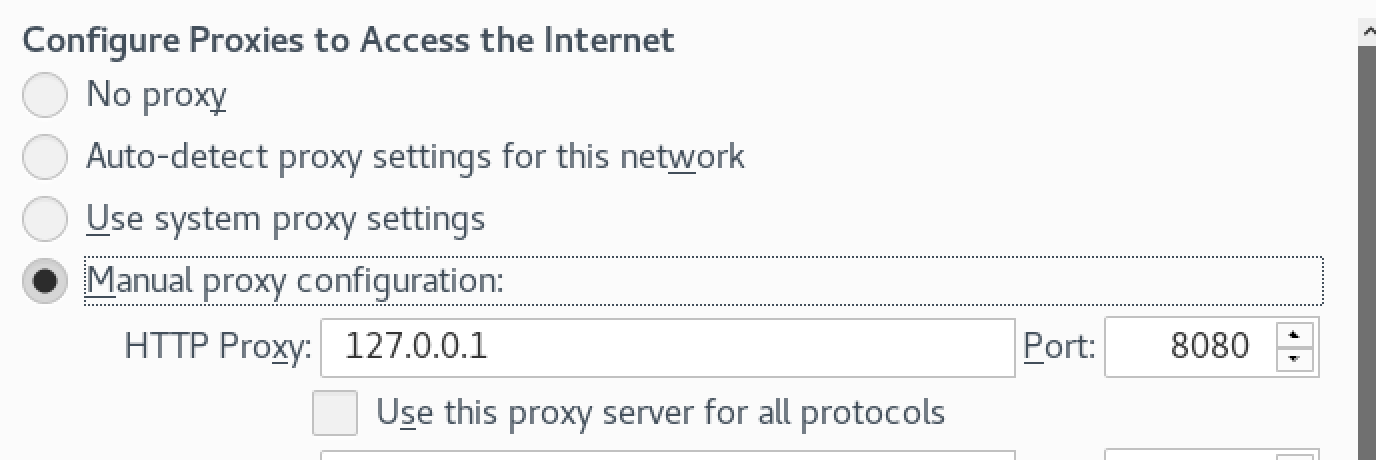 Configure Proxies to Access the Internet
No proxy
Auto-detect proxy settings for this network
Use system proxy settings
Manual proxy configuration:
HTTP Proxy: 127.0.0.1 Port: 8080
Use this proxy server for all protocols